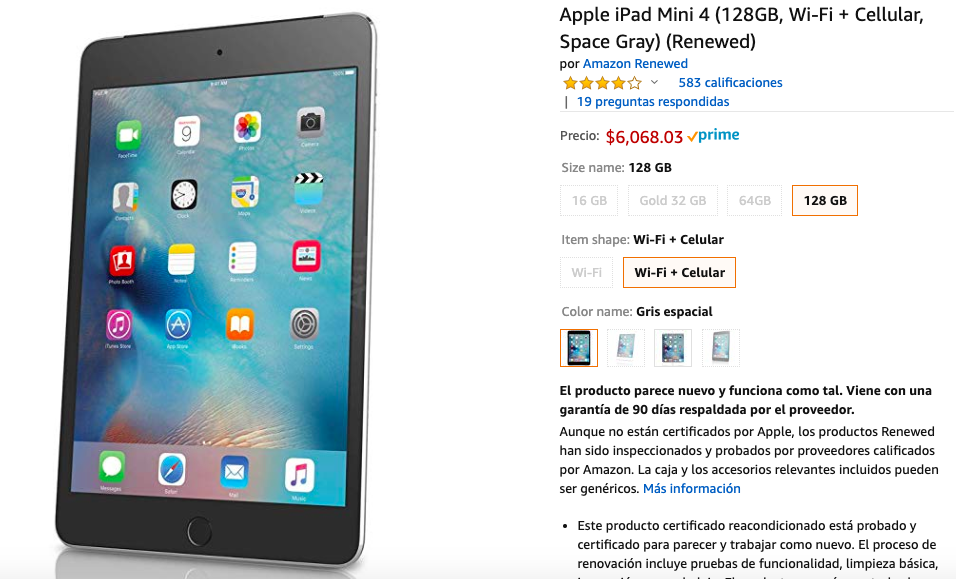 Apple iPad Mini 4 (128GB, Wi-Fi + Cellular,
Space Gray) (Renewed)
por Amazon Renewed
583 calificaciones
| 19 preguntas respondidas
Precio: $6,068.03 prime
Size name: 128 GB
16 GB Gold 32 GB 64GB 128 GB
Item shape: Wi-Fi + Celular
Wi-Fi Wi-Fi + Celular
Color name: Gris espacial
El producto parece nuevo y funciona como tal. Viene con una
garantía de 90 días respaldada por el proveedor.
Aunque no están certificados por Apple, los productos Renewed
han sido inspeccionados y probados por proveedores calificados
por Amazon. La caja y los accesorios relevantes incluidos pueden
ser genéricos. Más información
• Este producto certificado reacondicionado está probado y
certificado para parecer y trabajar como nuevo. El proceso de
renovación incluye pruebas de funcionalidad, limpieza básica,
9:41 AM 100%
FaceTime Calendar Photos Camera
9
Contacts Clock Maps Videos
Photo Booth Notes Reminders News
iTunes Store App Store iBooks Settings
Messages Safari Mail Music